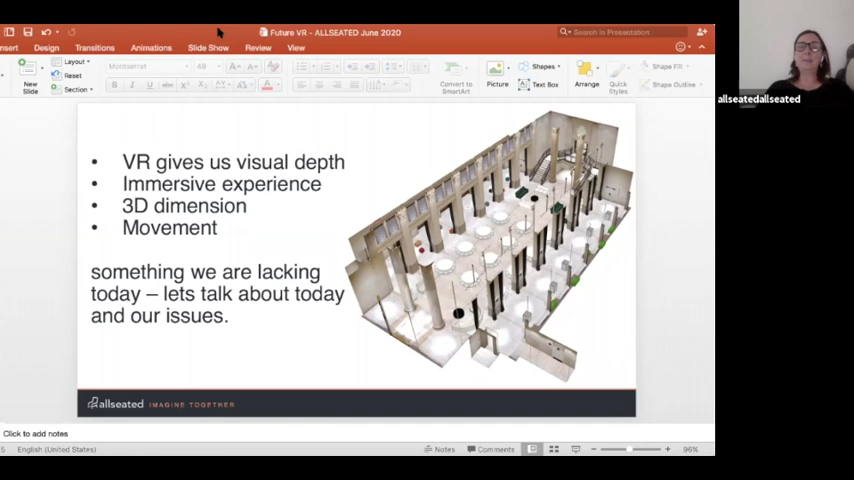 Future VR - ALLSEATED June 2020
Search in Presentation
nsert Design Transitions Animations Slide Show Review View
New Slide
Layout
Reset
Section
Montserrat
48
Convert to SmartArt
Picture
Shapes
Text Box
Arrange
Quick Styles
Shape Fill
Shape Outline
allseatedallseated
• VR gives us visual depth
• Immersive experience
• 3D dimension
• Movement
something we are lacking
today – lets talk about today
and our issues.
allseated IMAGINE TOGETHER
Click to add notes
5 English (United States)
Notes Comments 96%